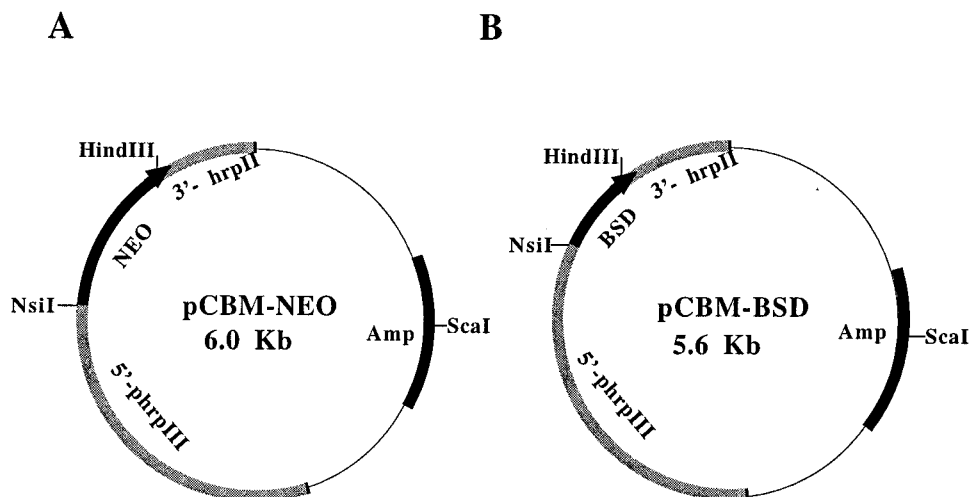 A
B
HindIII
3'- hrpII
NEO
NsiI
pCBM-NEO
6.0 Kb
Amp
ScaI
5'-phrpIII
HindIII
3'- hrpII
BSD
NsiI
pCBM-BSD
5.6 Kb
Amp
ScaI
5'-phrpIII